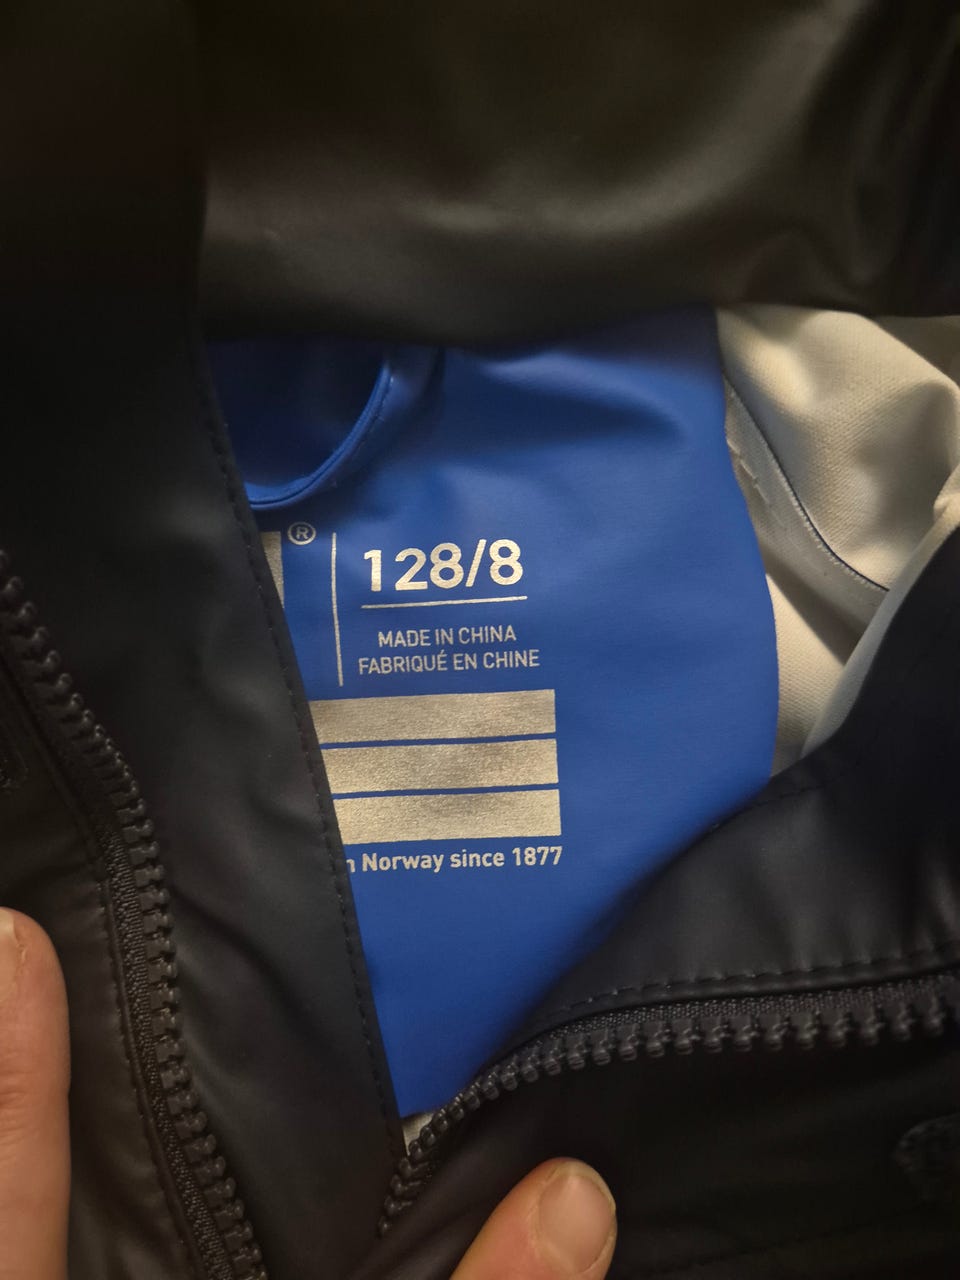 ®
128/8
MADE IN CHINA
FABRIQUÉ EN CHINE
Norway since 1877